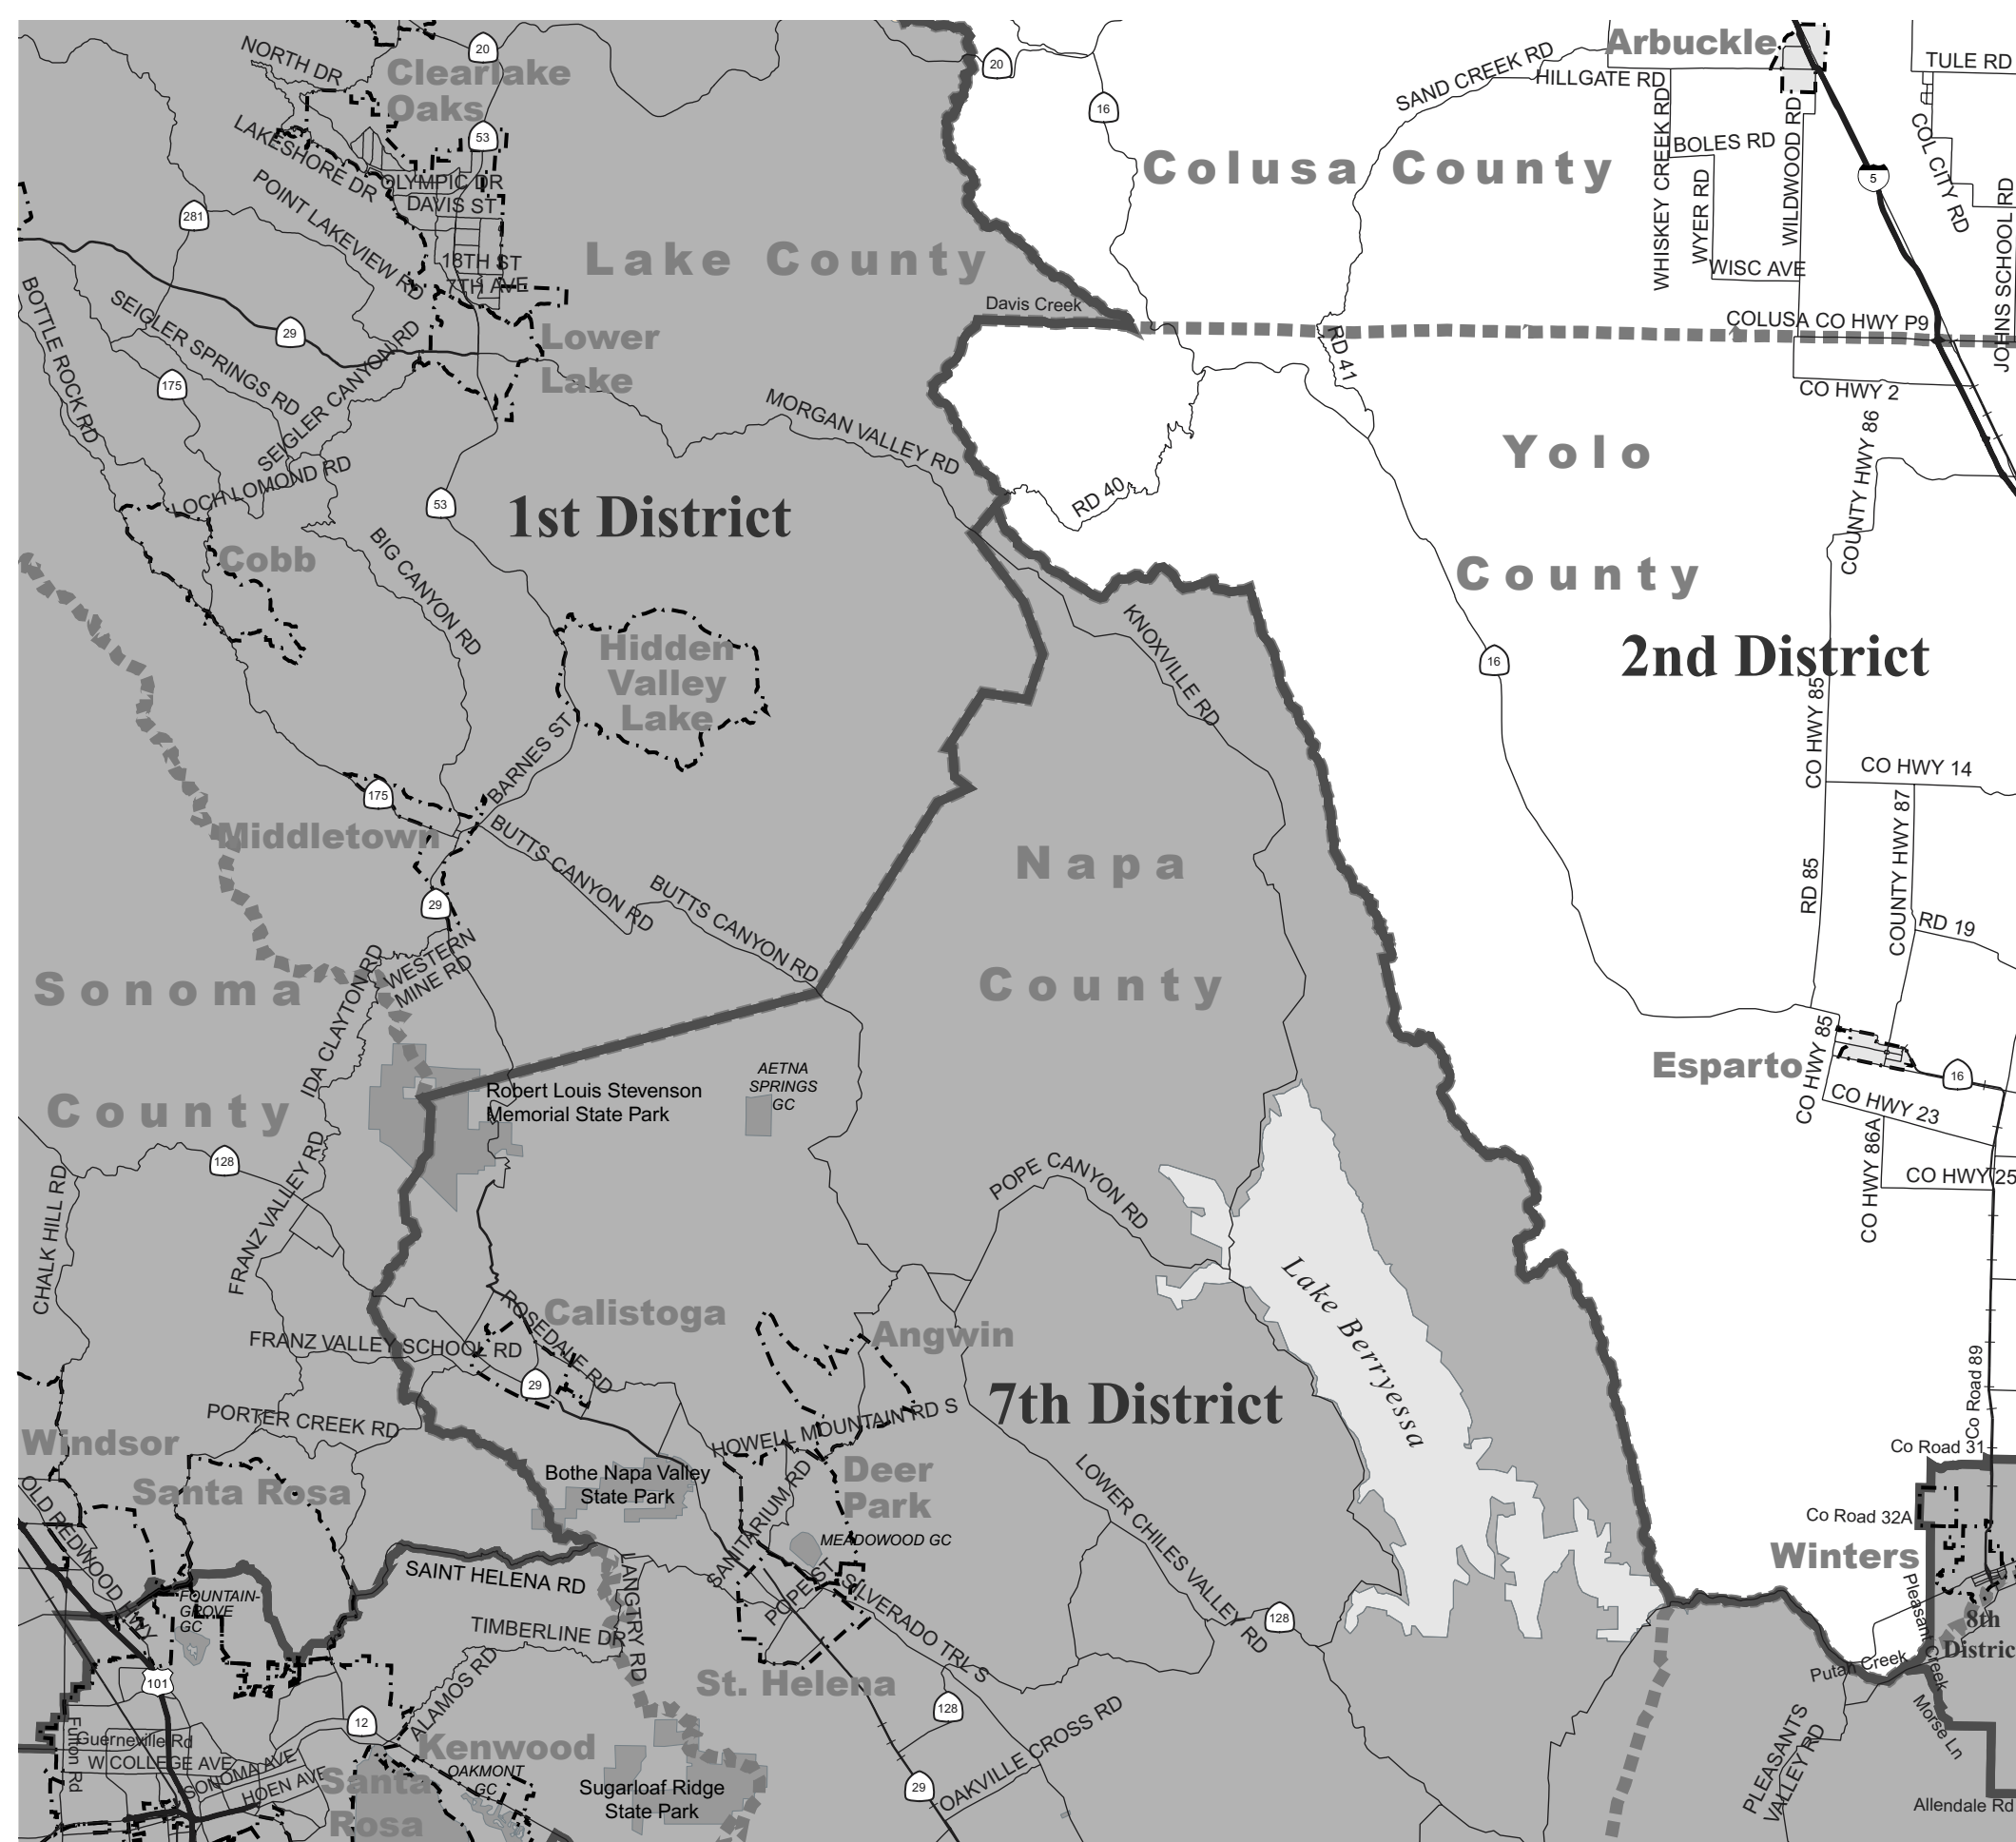 NORTH DR
20
Clearlake
Oaks
20
16
SAND CREEK RD
HILLGATE RD
Arbuckle
TULE RD
LAKESHORE DR
53
OLYMPIC DR
DAVIS ST
POINT LAKEVIEW RD
281
18TH ST
7TH AVE
Lake County
Colusa County
WHISKEY CREEK RD
BOLES RD
WYER RD
WILDWOOD RD
WISC AVE
5
COL CITY RD
JOHNS SCHOOL RD
BOTTLE ROCK RD
SEIGLER SPRINGS RD
29
175
SEIGLER CANYON RD
Lower
Lake
Davis Creek
COLUSA CO HWY P9
RD 41
CO HWY 2
MORGAN VALLEY RD
LOCH LOMOND RD
53
1st District
RD 40
Yolo
County
COUNTY HWY 86
Cobb
BIG CANYON RD
Hidden
Valley
Lake
KNOXVILLE RD
16
2nd District
CO HWY 85
BARNES ST
175
Middletown
BUTTS CANYON RD
BUTTS CANYON RD
29
CO HWY 14
COUNTY HWY 87
RD 85
RD 19
Napa
County
WESTERN
MINE RD
Sonoma
County
IDA CLAYTON RD
Robert Louis Stevenson
Memorial State Park
AETNA
SPRINGS
GC
Esparto
CO HWY 85
16
CO HWY 23
CO HWY 86A
CO HWY 25
128
CHALK HILL RD
FRANZ VALLEY RD
POPE CANYON RD
Lake Berryessa
FRANZ VALLEY SCHOOL RD
ROSEDALE RD
Calistoga
29
Angwin
7th District
Co Road 89
PORTER CREEK RD
HOWELL MOUNTAIN RD S
Windsor
Santa Rosa
OLD REDWOOD HWY
Bothe Napa Valley
State Park
SANITARIUM RD
Deer
Park
MEADOWOOD GC
LOWER CHILES VALLEY RD
Co Road 31
Co Road 32A
Winters
SAINT HELENA RD
FOUNTAIN-
GROVE
GC
LANGTRY RD
POPE ST
SILVERADO TRL S
128
Pleasant Creek
8th
Distric
TIMBERLINE DR
101
St. Helena
Putah Creek
128
12
ALAMOS RD
Fulton Rd
Guerneville Rd
W COLLEGE AVE
SONOMA AVE
HOEN AVE
Kenwood
OAKMONT
GC
Santa
Rosa
Sugarloaf Ridge
State Park
29
OAKVILLE CROSS RD
PLEASANTS
VALLEY RD
Morse Ln
Allendale Rd